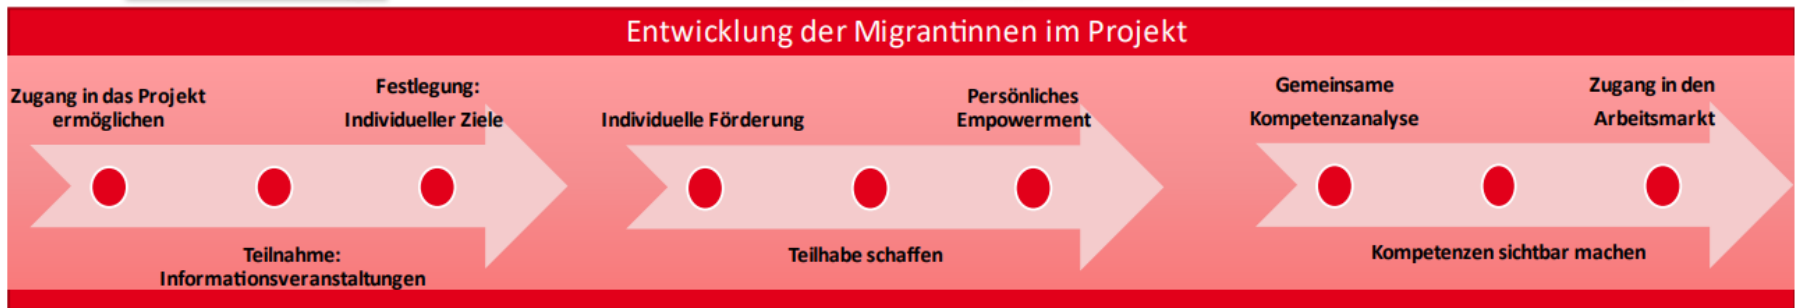 Entwicklung der Migrantinnen im Projekt
Zugang in das Projekt
ermöglichen
Teilnahme:
Informationsveranstaltungen
Festlegung:
Individueller Ziele
Individuelle Förderung
Teilhabe schaffen
Persönliches
Empowerment
Gemeinsame
Kompetenzanalyse
Kompetenzen sichtbar machen
Zugang in den
Arbeitsmarkt